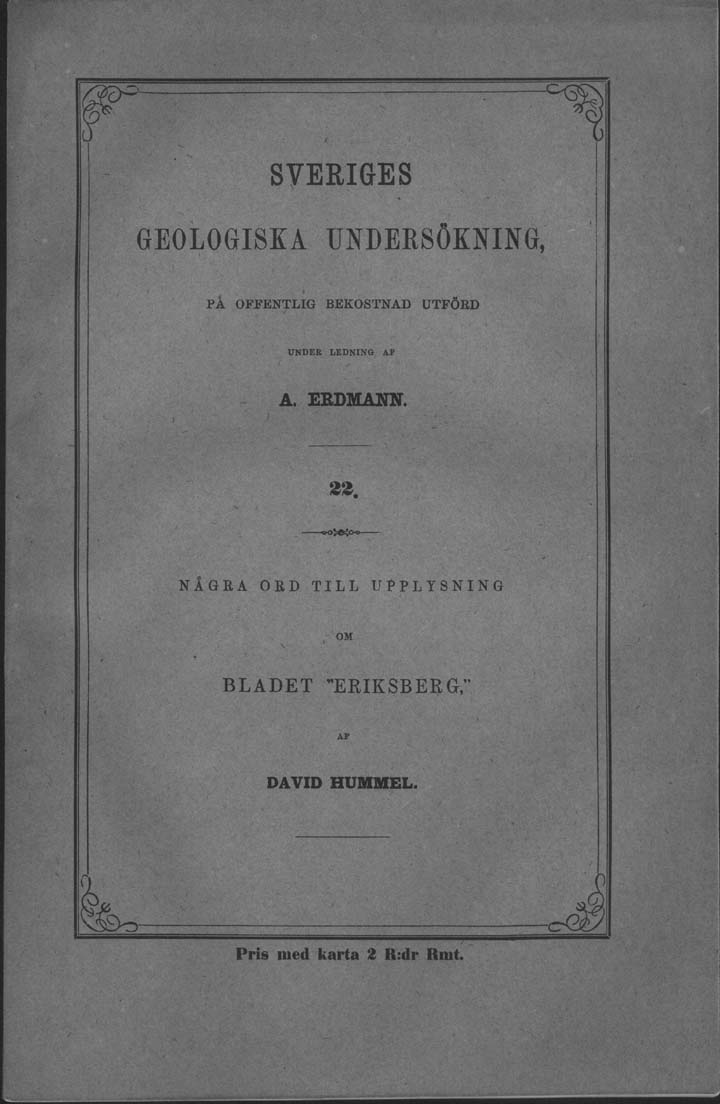 SVERIGES
GEOLOGISKA UNDERSÖKNING,
PÅ OFFENTLIG BEKOSTNAD UTFÖRD
UNDER LEDNING AF
A. ERDMANN.
22.
NÅGRA ORD TILL UPPLYSNING
OM
BLADET "ERIKSBERG,"
AF
DAVID HUMMEL.
Pris med karta 2 R:dr Rmt.